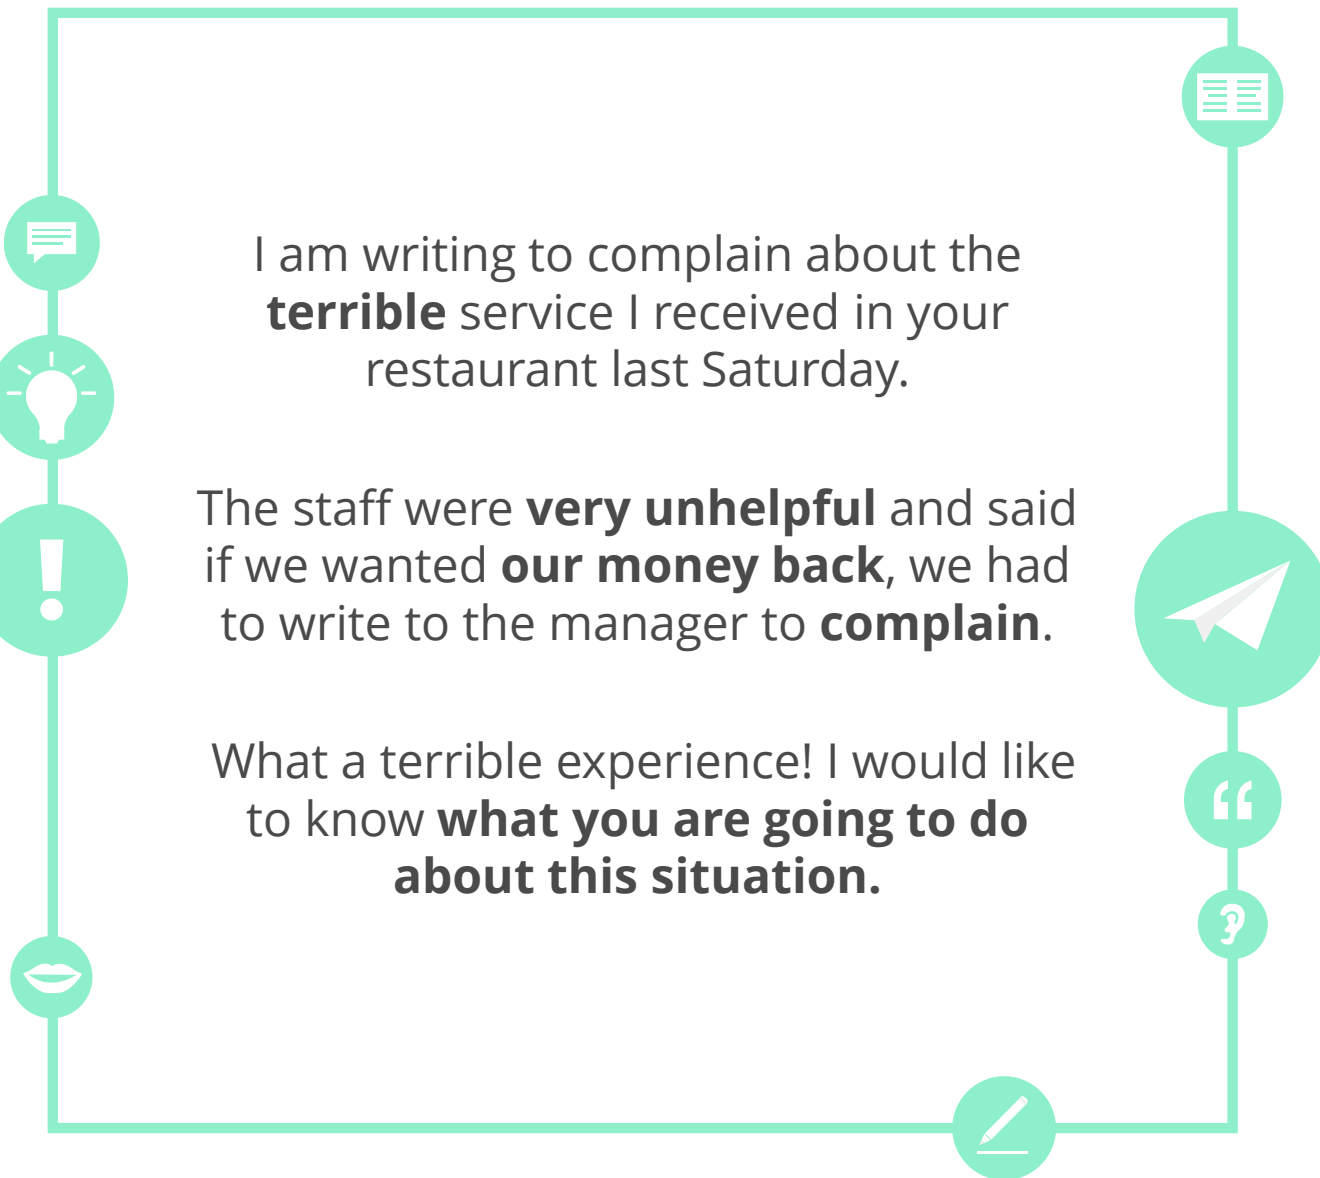 I am writing to complain about the
terrible service I received in your
restaurant last Saturday.
The staff were very unhelpful and said
if we wanted our money back, we had
to write to the manager to complain.
What a terrible experience! I would like
to know what you are going to do
about this situation.